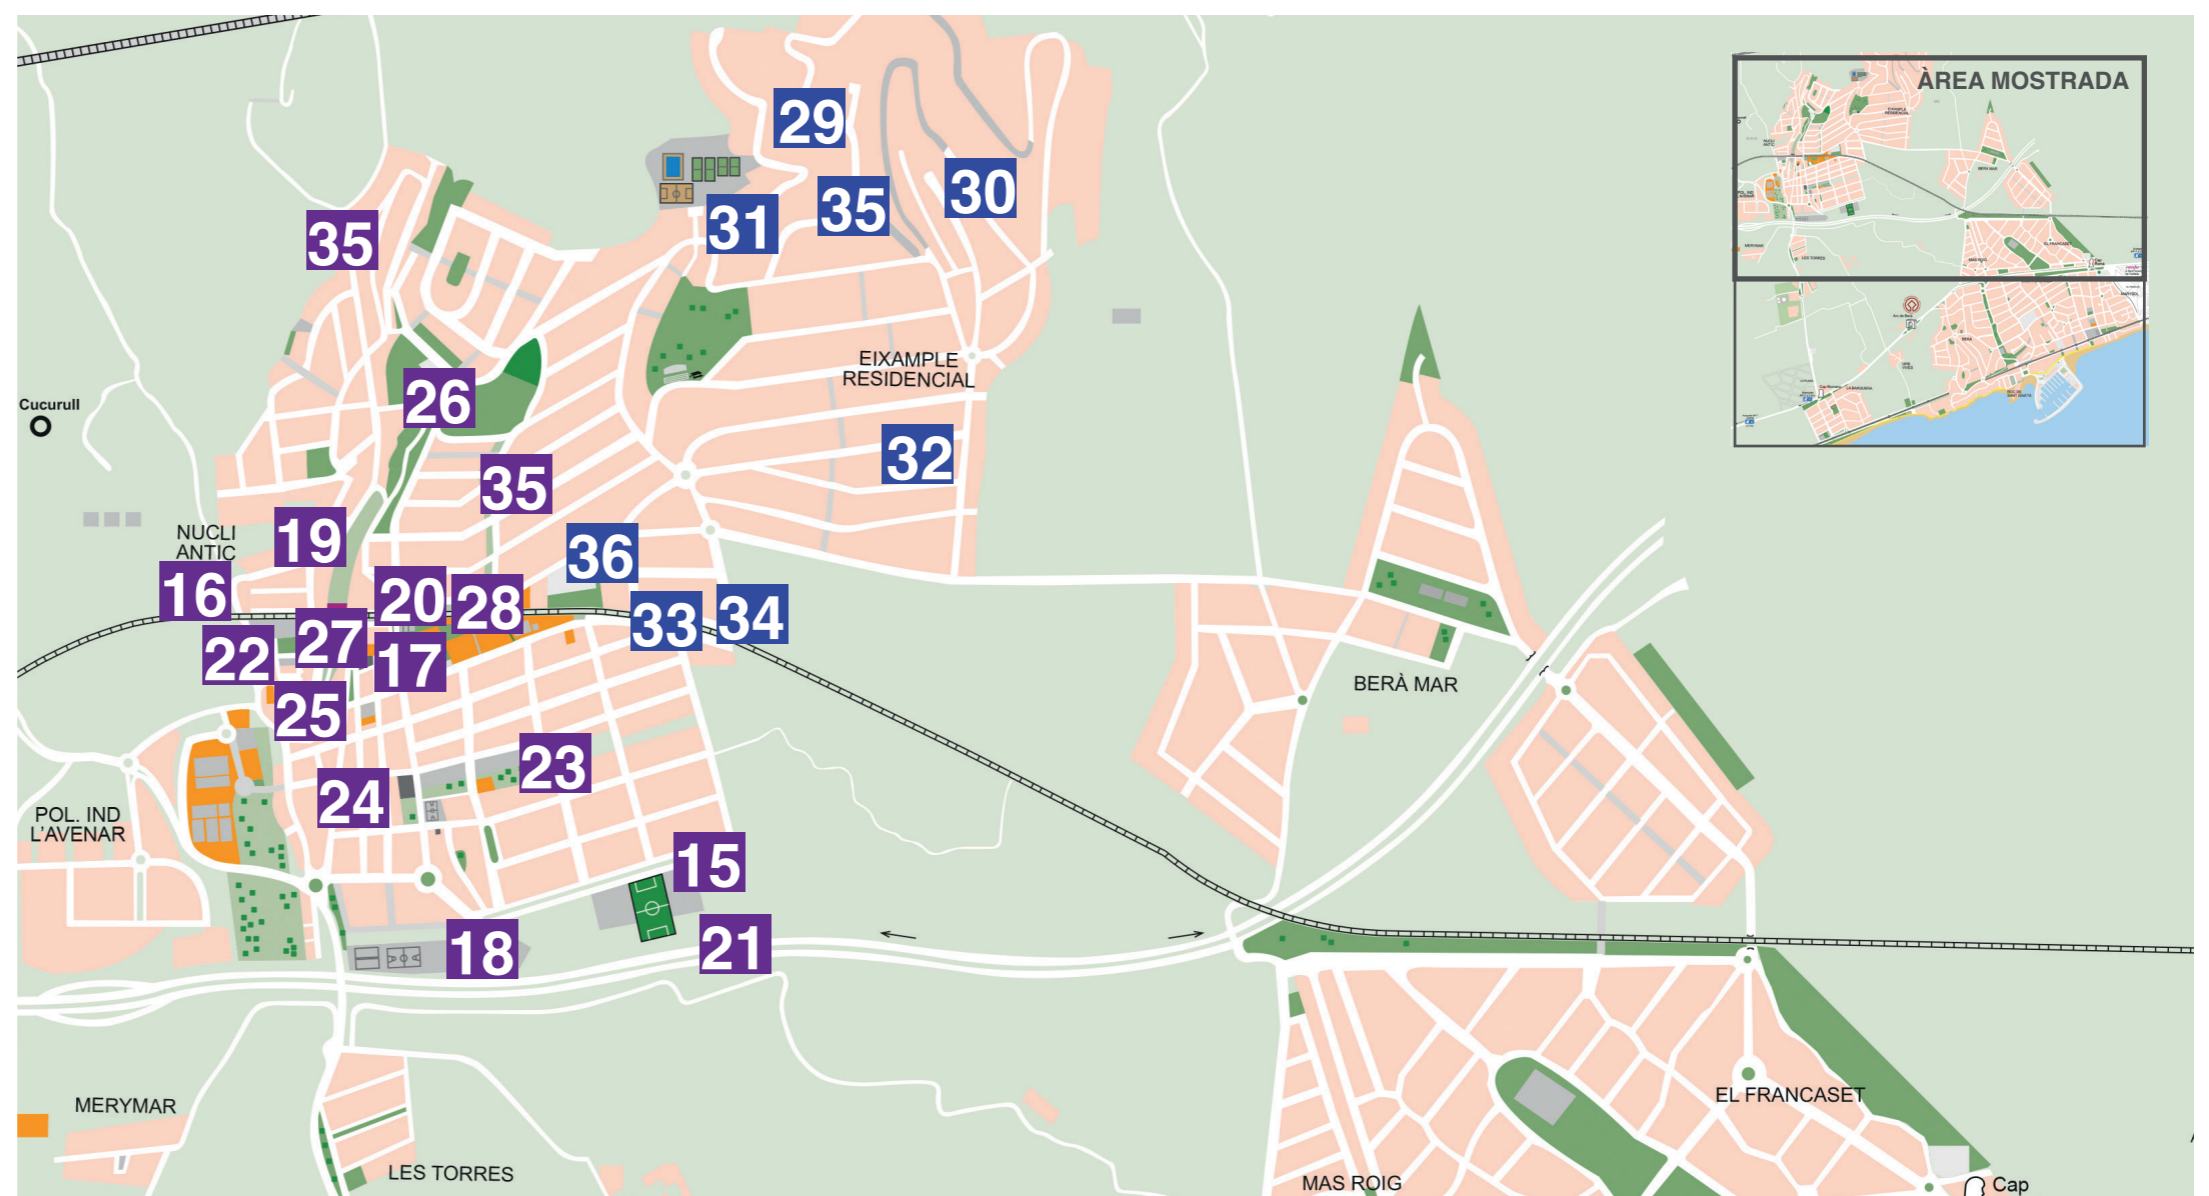 ÀREA MOSTRADA
29
30
35
31
35
EIXAMPLE
RESIDENCIAL
26
Cucurull
32
35
NUCLI
ANTIC
19
36
16
20
28
33
34
27
22
17
25
BERÀ MAR
23
24
POL. IND
L'AVENAR
15
18
21
MERYMAR
EL FRANCASET
LES TORRES
MAS ROIG
Cap